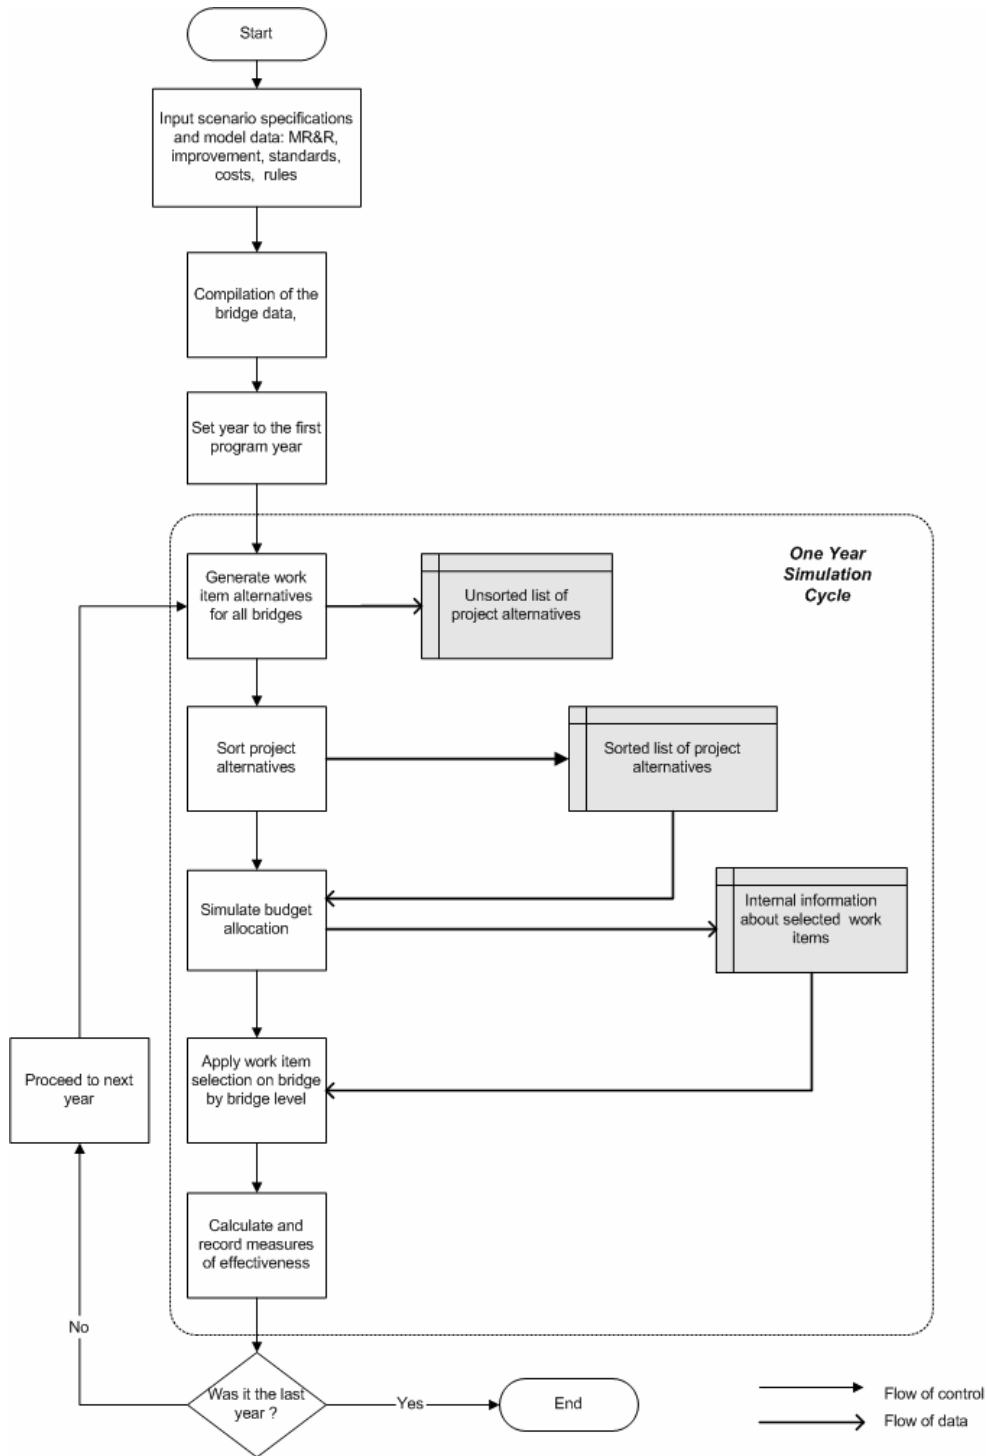 Start
Input scenario specifications
and model data: MR&R,
improvement, standards,
costs, rules
Compilation of the
bridge data,
Set year to the first
program year
One Year
Simulation
Cycle
Generate work
item alternatives
for all bridges
Unsorted list of
project alternatives
Sort project
alternatives
Sorted list of project
alternatives
Simulate budget
allocation
Internal information
about selected work
items
Apply work item
selection on bridge
by bridge level
Proceed to next
year
Calculate and
record measures
of effectiveness
No
Was it the last
year ?
Yes
End
Flow of control
Flow of data